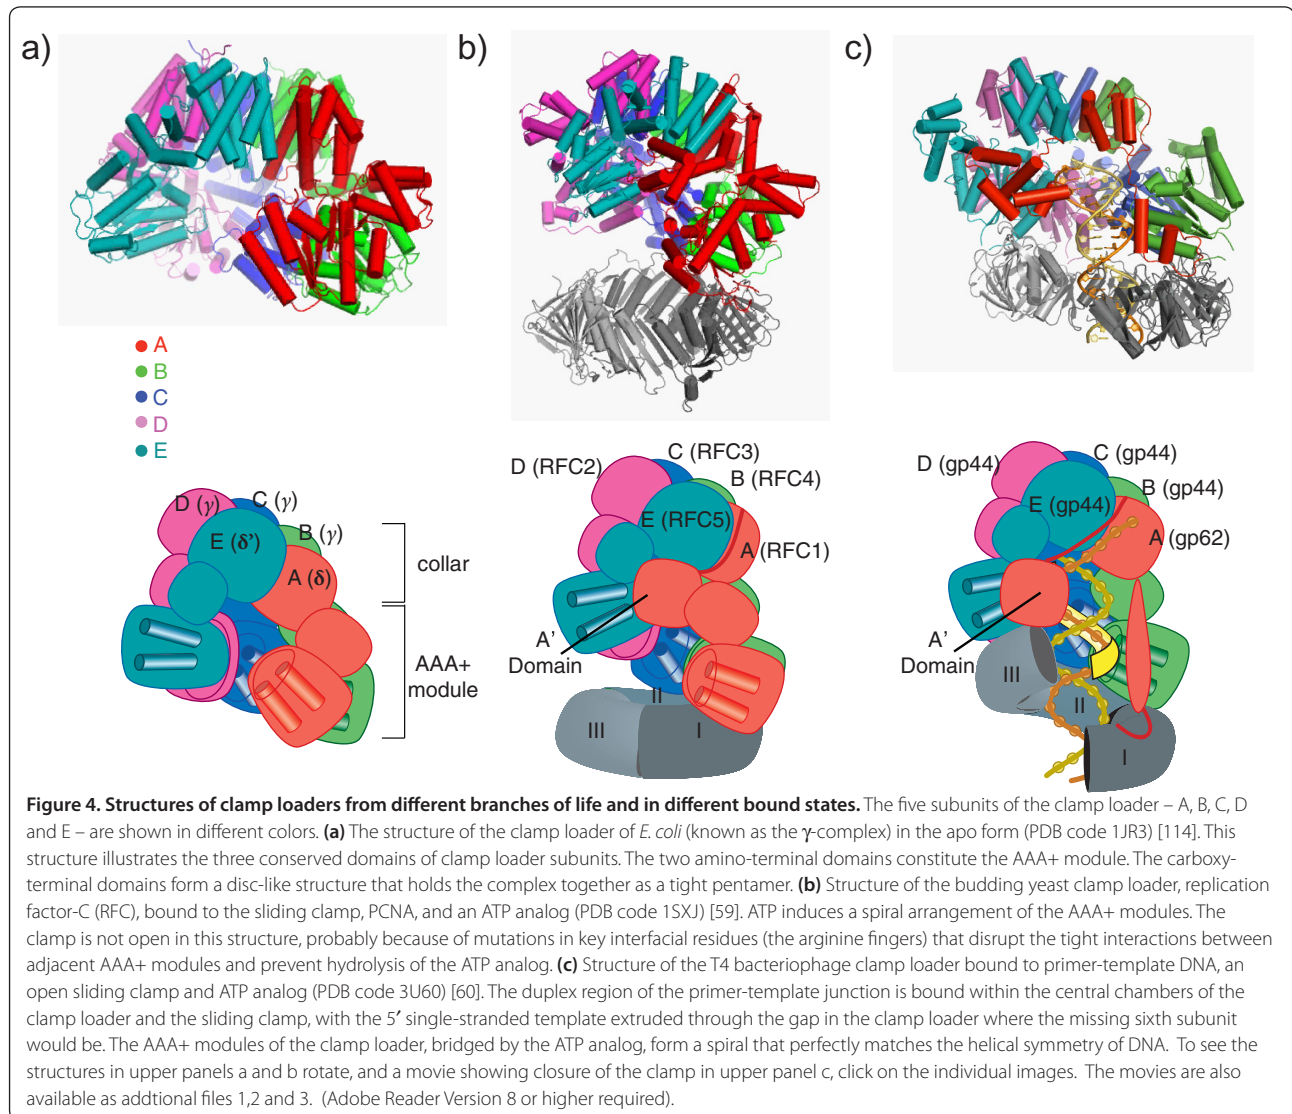 a)
b)
c)
A
B
C
D
E
D (γ)
C (γ)
B (γ)
E (δ’)
A (δ)
collar
AAA+
module
D (RFC2)
C (RFC3)
B (RFC4)
E (RFC5)
A (RFC1)
A’
Domain
II
III
I
D (gp44)
C (gp44)
B (gp44)
E (gp44)
A (gp62)
A’
Domain
III
II
I
Figure 4. Structures of clamp loaders from different branches of life and in different bound states. The five subunits of the clamp loader – A, B, C, D
and E – are shown in different colors. (a) The structure of the clamp loader of E. coli (known as the γ-complex) in the apo form (PDB code 1JR3) [114]. This
structure illustrates the three conserved domains of clamp loader subunits. The two amino-terminal domains constitute the AAA+ module. The carboxy-
terminal domains form a disc-like structure that holds the complex together as a tight pentamer. (b) Structure of the budding yeast clamp loader, replication
factor-C (RFC), bound to the sliding clamp, PCNA, and an ATP analog (PDB code 1SXJ) [59]. ATP induces a spiral arrangement of the AAA+ modules. The
clamp is not open in this structure, probably because of mutations in key interfacial residues (the arginine fingers) that disrupt the tight interactions between
adjacent AAA+ modules and prevent hydrolysis of the ATP analog. (c) Structure of the T4 bacteriophage clamp loader bound to primer-template DNA, an
open sliding clamp and ATP analog (PDB code 3U60) [60]. The duplex region of the primer-template junction is bound within the central chambers of the
clamp loader and the sliding clamp, with the 5′ single-stranded template extruded through the gap in the clamp loader where the missing sixth subunit
would be. The AAA+ modules of the clamp loader, bridged by the ATP analog, form a spiral that perfectly matches the helical symmetry of DNA. To see the
structures in upper panels a and b rotate, and a movie showing closure of the clamp in upper panel c, click on the individual images. The movies are also
available as addtional files 1,2 and 3. (Adobe Reader Version 8 or higher required).